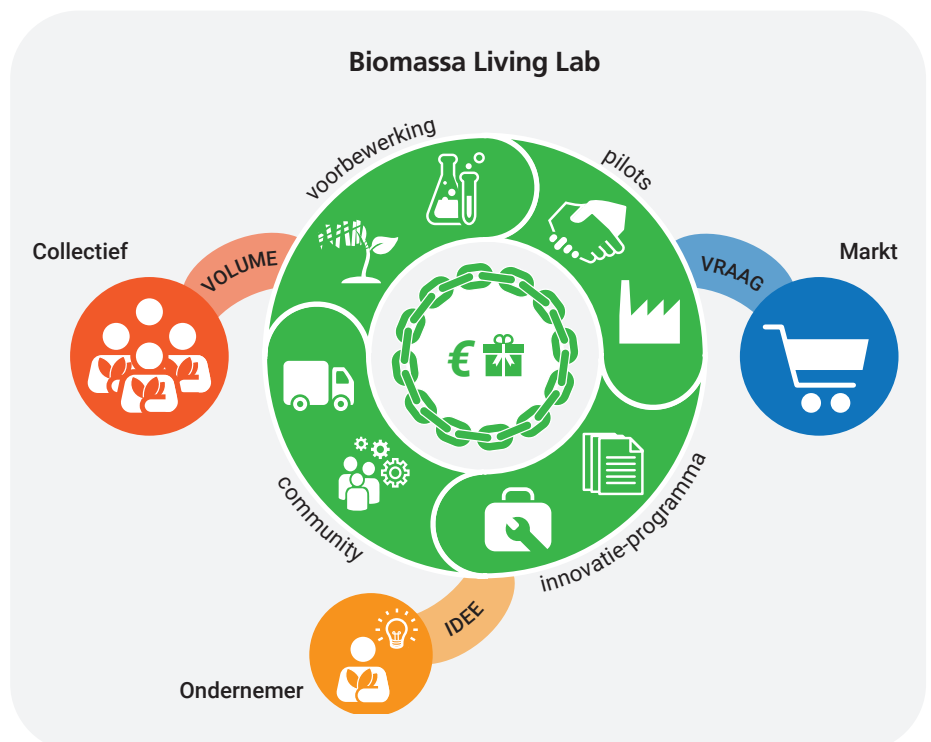 Biomassa Living Lab
voorbewerking
pilots
Collectief
VOLUME
VRAAG
Markt
€
community
innovatie-programma
IDEE
Ondernemer